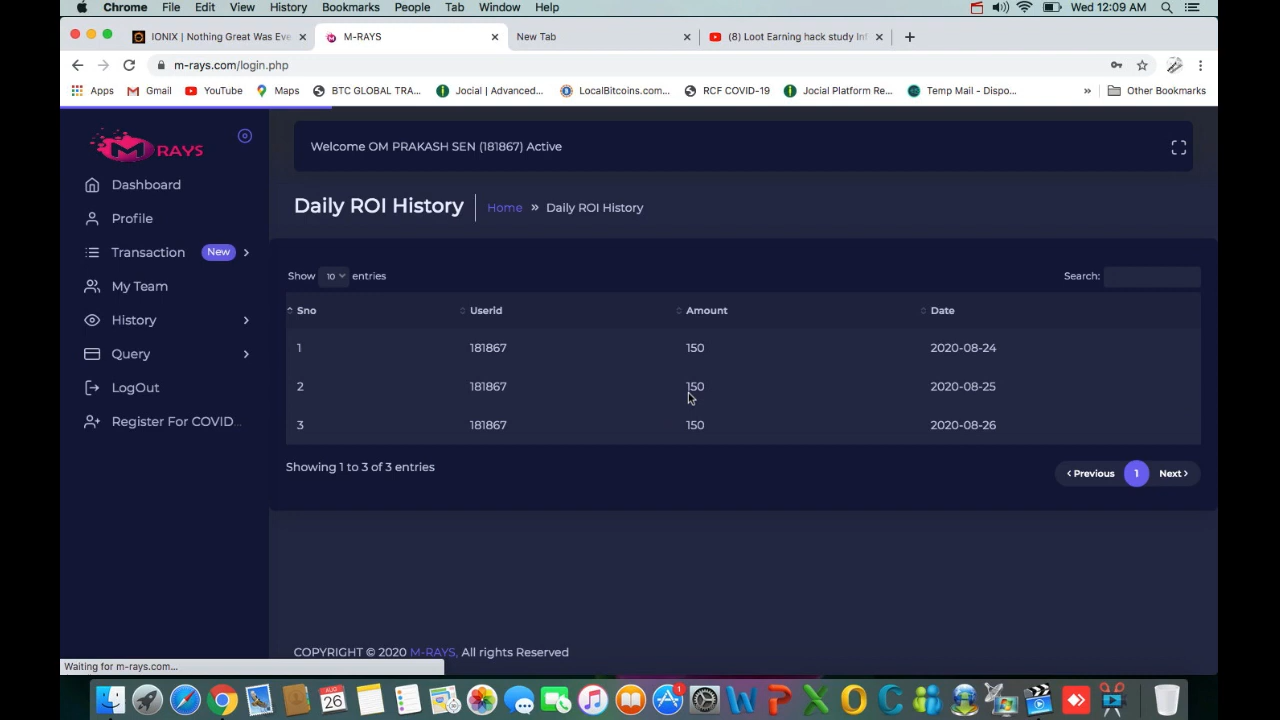 Chrome File Edit View History Bookmarks People Tab Window Help Wed 12:09 AM
IONIX | Nothing Great Was Eve M-RAYS New Tab (8) Loot Earning hack study Int
m-rays.com/login.php
Apps Gmail YouTube Maps BTC GLOBAL TRA... Jocial | Advanced... LocalBitcoins.com... RCF COVID-19 Jocial Platform Re... Temp Mail - Dispo... » Other Bookmarks
M RAYS
Welcome OM PRAKASH SEN (181867) Active
Dashboard
Profile
Transaction New
My Team
History
Query
LogOut
Register For COVID...
Daily ROI History Home » Daily ROI History
Show 10 entries Search:
Sno UserId Amount Date
1 181867 150 2020-08-24
2 181867 150 2020-08-25
3 181867 150 2020-08-26
Showing 1 to 3 of 3 entries
‹ Previous 1 Next ›
COPYRIGHT © 2020 M-RAYS, All rights Reserved
Waiting for m-rays.com...
AUG
26
1